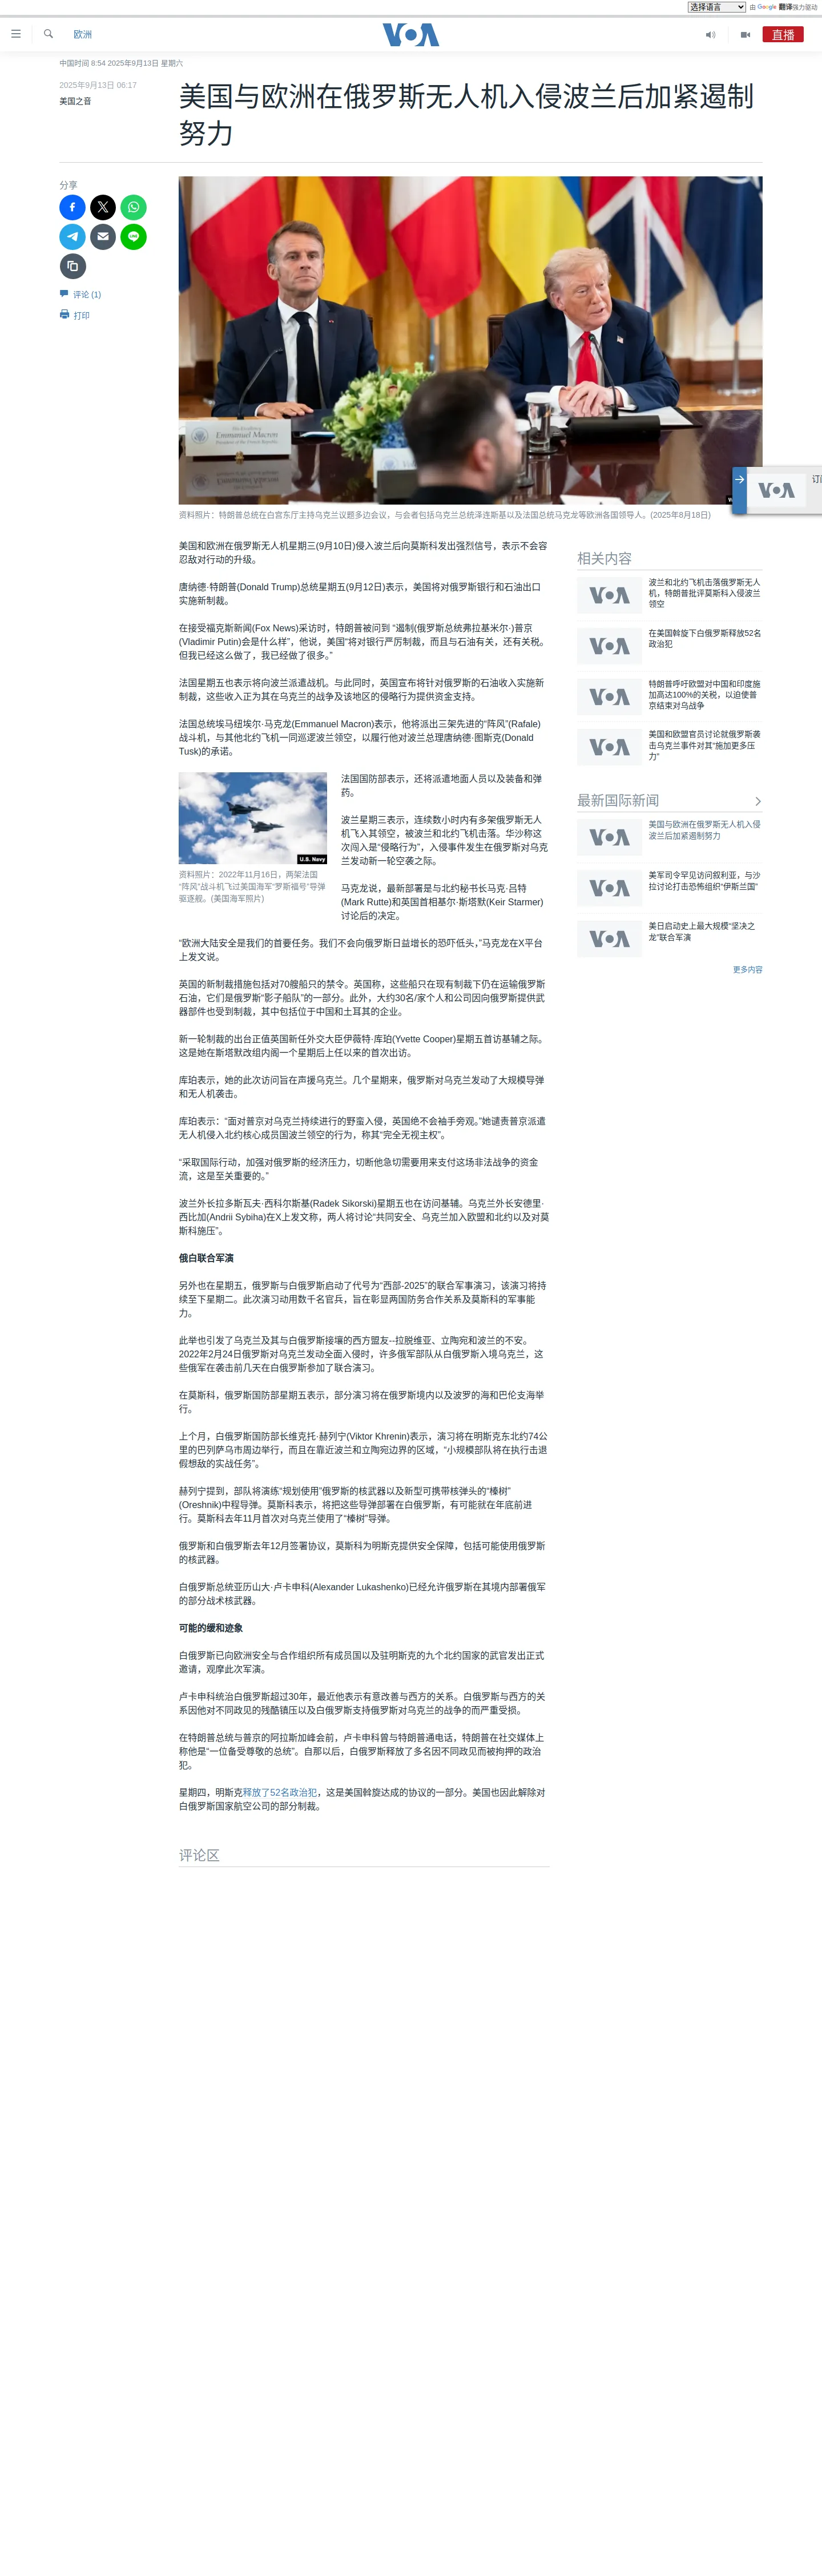 选择语言
由 Google 翻译强力驱动
欧洲
VOA
直播
中国时间 8:54 2025年9月13日 星期六
2025年9月13日 06:17
美国之音
美国与欧洲在俄罗斯无人机入侵波兰后加紧遏制
努力
分享
评论 (1)
打印
Emmanuel Macron
资料照片：特朗普总统在白宫东厅主持乌克兰议题多边会议，与会者包括乌克兰总统泽连斯基以及法国总统马克龙等欧洲各国领导人。(2025年8月18日)
VOA
美国和欧洲在俄罗斯无人机星期三(9月10日)侵入波兰后向莫斯科发出强烈信号，表示不会容
忍敌对行动的升级。
唐纳德·特朗普(Donald Trump)总统星期五(9月12日)表示，美国将对俄罗斯银行和石油出口
实施新制裁。
在接受福克斯新闻(Fox News)采访时，特朗普被问到 “遏制(俄罗斯总统弗拉基米尔·)普京
(Vladimir Putin)会是什么样”，他说，美国“将对银行严厉制裁，而且与石油有关，还有关税。
但我已经这么做了，我已经做了很多。”
法国星期五也表示将向波兰派遣战机。与此同时，英国宣布将针对俄罗斯的石油收入实施新
制裁，这些收入正为其在乌克兰的战争及该地区的侵略行为提供资金支持。
法国总统埃马纽埃尔·马克龙(Emmanuel Macron)表示，他将派出三架先进的“阵风”(Rafale)
战斗机，与其他北约飞机一同巡逻波兰领空，以履行他对波兰总理唐纳德·图斯克(Donald
Tusk)的承诺。
U.S. Navy
资料照片：2022年11月16日，两架法国
“阵风”战斗机飞过美国海军“罗斯福号”导弹
驱逐舰。(美国海军照片)
法国国防部表示，还将派遣地面人员以及装备和弹
药。
波兰星期三表示，连续数小时内有多架俄罗斯无人
机飞入其领空，被波兰和北约飞机击落。华沙称这
次闯入是“侵略行为”，入侵事件发生在俄罗斯对乌克
兰发动新一轮空袭之际。
马克龙说，最新部署是与北约秘书长马克·吕特
(Mark Rutte)和英国首相基尔·斯塔默(Keir Starmer)
讨论后的决定。
“欧洲大陆安全是我们的首要任务。我们不会向俄罗斯日益增长的恐吓低头，”马克龙在X平台
上发文说。
英国的新制裁措施包括对70艘船只的禁令。英国称，这些船只在现有制裁下仍在运输俄罗斯
石油，它们是俄罗斯“影子船队”的一部分。此外，大约30名/家个人和公司因向俄罗斯提供武
器部件也受到制裁，其中包括位于中国和土耳其的企业。
新一轮制裁的出台正值英国新任外交大臣伊薇特·库珀(Yvette Cooper)星期五首访基辅之际。
这是她在斯塔默改组内阁一个星期后上任以来的首次出访。
库珀表示，她的此次访问旨在声援乌克兰。几个星期来，俄罗斯对乌克兰发动了大规模导弹
和无人机袭击。
库珀表示：“面对普京对乌克兰持续进行的野蛮入侵，英国绝不会袖手旁观。”她谴责普京派遣
无人机侵入北约核心成员国波兰领空的行为，称其“完全无视主权”。
“采取国际行动，加强对俄罗斯的经济压力，切断他急切需要用来支付这场非法战争的资金
流，这是至关重要的。”
波兰外长拉多斯瓦夫·西科尔斯基(Radek Sikorski)星期五也在访问基辅。乌克兰外长安德里·
西比加(Andrii Sybiha)在X上发文称，两人将讨论“共同安全、乌克兰加入欧盟和北约以及对莫
斯科施压”。
俄白联合军演
另外也在星期五，俄罗斯与白俄罗斯启动了代号为“西部-2025”的联合军事演习，该演习将持
续至下星期二。此次演习动用数千名官兵，旨在彰显两国防务合作关系及莫斯科的军事能
力。
此举也引发了乌克兰及其与白俄罗斯接壤的西方盟友--拉脱维亚、立陶宛和波兰的不安。
2022年2月24日俄罗斯对乌克兰发动全面入侵时，许多俄军部队从白俄罗斯入境乌克兰，这
些俄军在袭击前几天在白俄罗斯参加了联合演习。
在莫斯科，俄罗斯国防部星期五表示，部分演习将在俄罗斯境内以及波罗的海和巴伦支海举
行。
上个月，白俄罗斯国防部长维克托·赫列宁(Viktor Khrenin)表示，演习将在明斯克东北约74公
里的巴列萨乌市周边举行，而且在靠近波兰和立陶宛边界的区域，“小规模部队将在执行击退
假想敌的实战任务”。
赫列宁提到，部队将演练“规划使用”俄罗斯的核武器以及新型可携带核弹头的“榛树”
(Oreshnik)中程导弹。莫斯科表示，将把这些导弹部署在白俄罗斯，有可能就在年底前进
行。莫斯科去年11月首次对乌克兰使用了“榛树”导弹。
俄罗斯和白俄罗斯去年12月签署协议，莫斯科为明斯克提供安全保障，包括可能使用俄罗斯
的核武器。
白俄罗斯总统亚历山大·卢卡申科(Alexander Lukashenko)已经允许俄罗斯在其境内部署俄军
的部分战术核武器。
可能的缓和迹象
白俄罗斯已向欧洲安全与合作组织所有成员国以及驻明斯克的九个北约国家的武官发出正式
邀请，观摩此次军演。
卢卡申科统治白俄罗斯超过30年，最近他表示有意改善与西方的关系。白俄罗斯与西方的关
系因他对不同政见的残酷镇压以及白俄罗斯支持俄罗斯对乌克兰的战争的而严重受损。
在特朗普总统与普京的阿拉斯加峰会前，卢卡申科曾与特朗普通电话，特朗普在社交媒体上
称他是“一位备受尊敬的总统”。自那以后，白俄罗斯释放了多名因不同政见而被拘押的政治
犯。
星期四，明斯克释放了52名政治犯，这是美国斡旋达成的协议的一部分。美国也因此解除对
白俄罗斯国家航空公司的部分制裁。
评论区
相关内容
VOA
波兰和北约飞机击落俄罗斯无人
机，特朗普批评莫斯科入侵波兰
领空
VOA
在美国斡旋下白俄罗斯释放52名
政治犯
VOA
特朗普呼吁欧盟对中国和印度施
加高达100%的关税，以迫使普
京结束对乌战争
VOA
美国和欧盟官员讨论就俄罗斯袭
击乌克兰事件对其“施加更多压
力”
最新国际新闻
VOA
美国与欧洲在俄罗斯无人机入侵
波兰后加紧遏制努力
VOA
美军司令罕见访问叙利亚，与沙
拉讨论打击恐怖组织“伊斯兰国”
VOA
美日启动史上最大规模“坚决之
龙”联合军演
更多内容